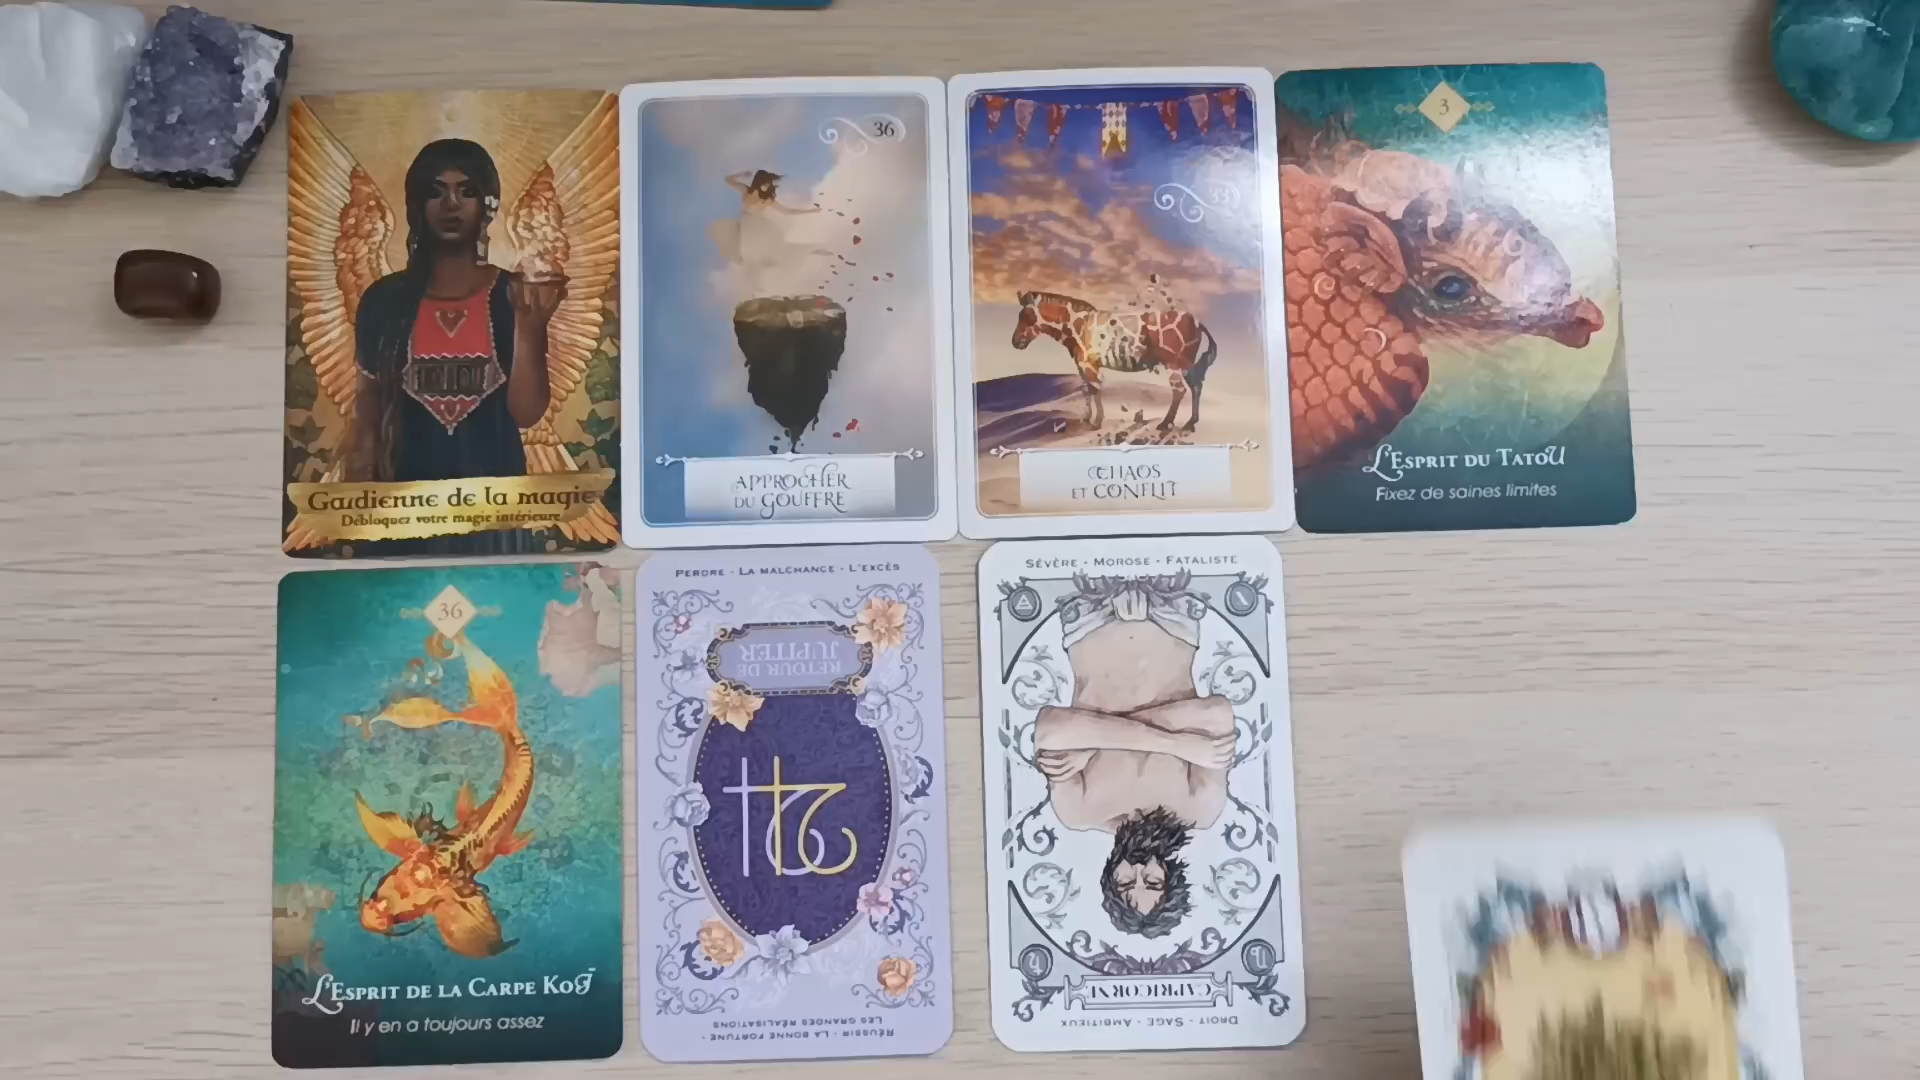 Gardienne de la magie
Débloquez votre magie intérieure
36
APPROCHER
DU GOUFFRE
33
CHAOS
ET CONFLIT
3
L'ESPRIT DU TATOU
Fixez de saines limites
36
L'ESPRIT DE LA CARPE KOÏ
Il y en a toujours assez
PERDRE - LA MALCHANCE - L'EXCÈS
RETOUR DE
JUPITER
RÉUSSIR - LA BONNE FORTUNE -
LES GRANDES RÉALISATIONS
SÉVÈRE - MOROSE - FATALISTE
CAPRICORNE
DROIT - SAGE - AMBITIEUX